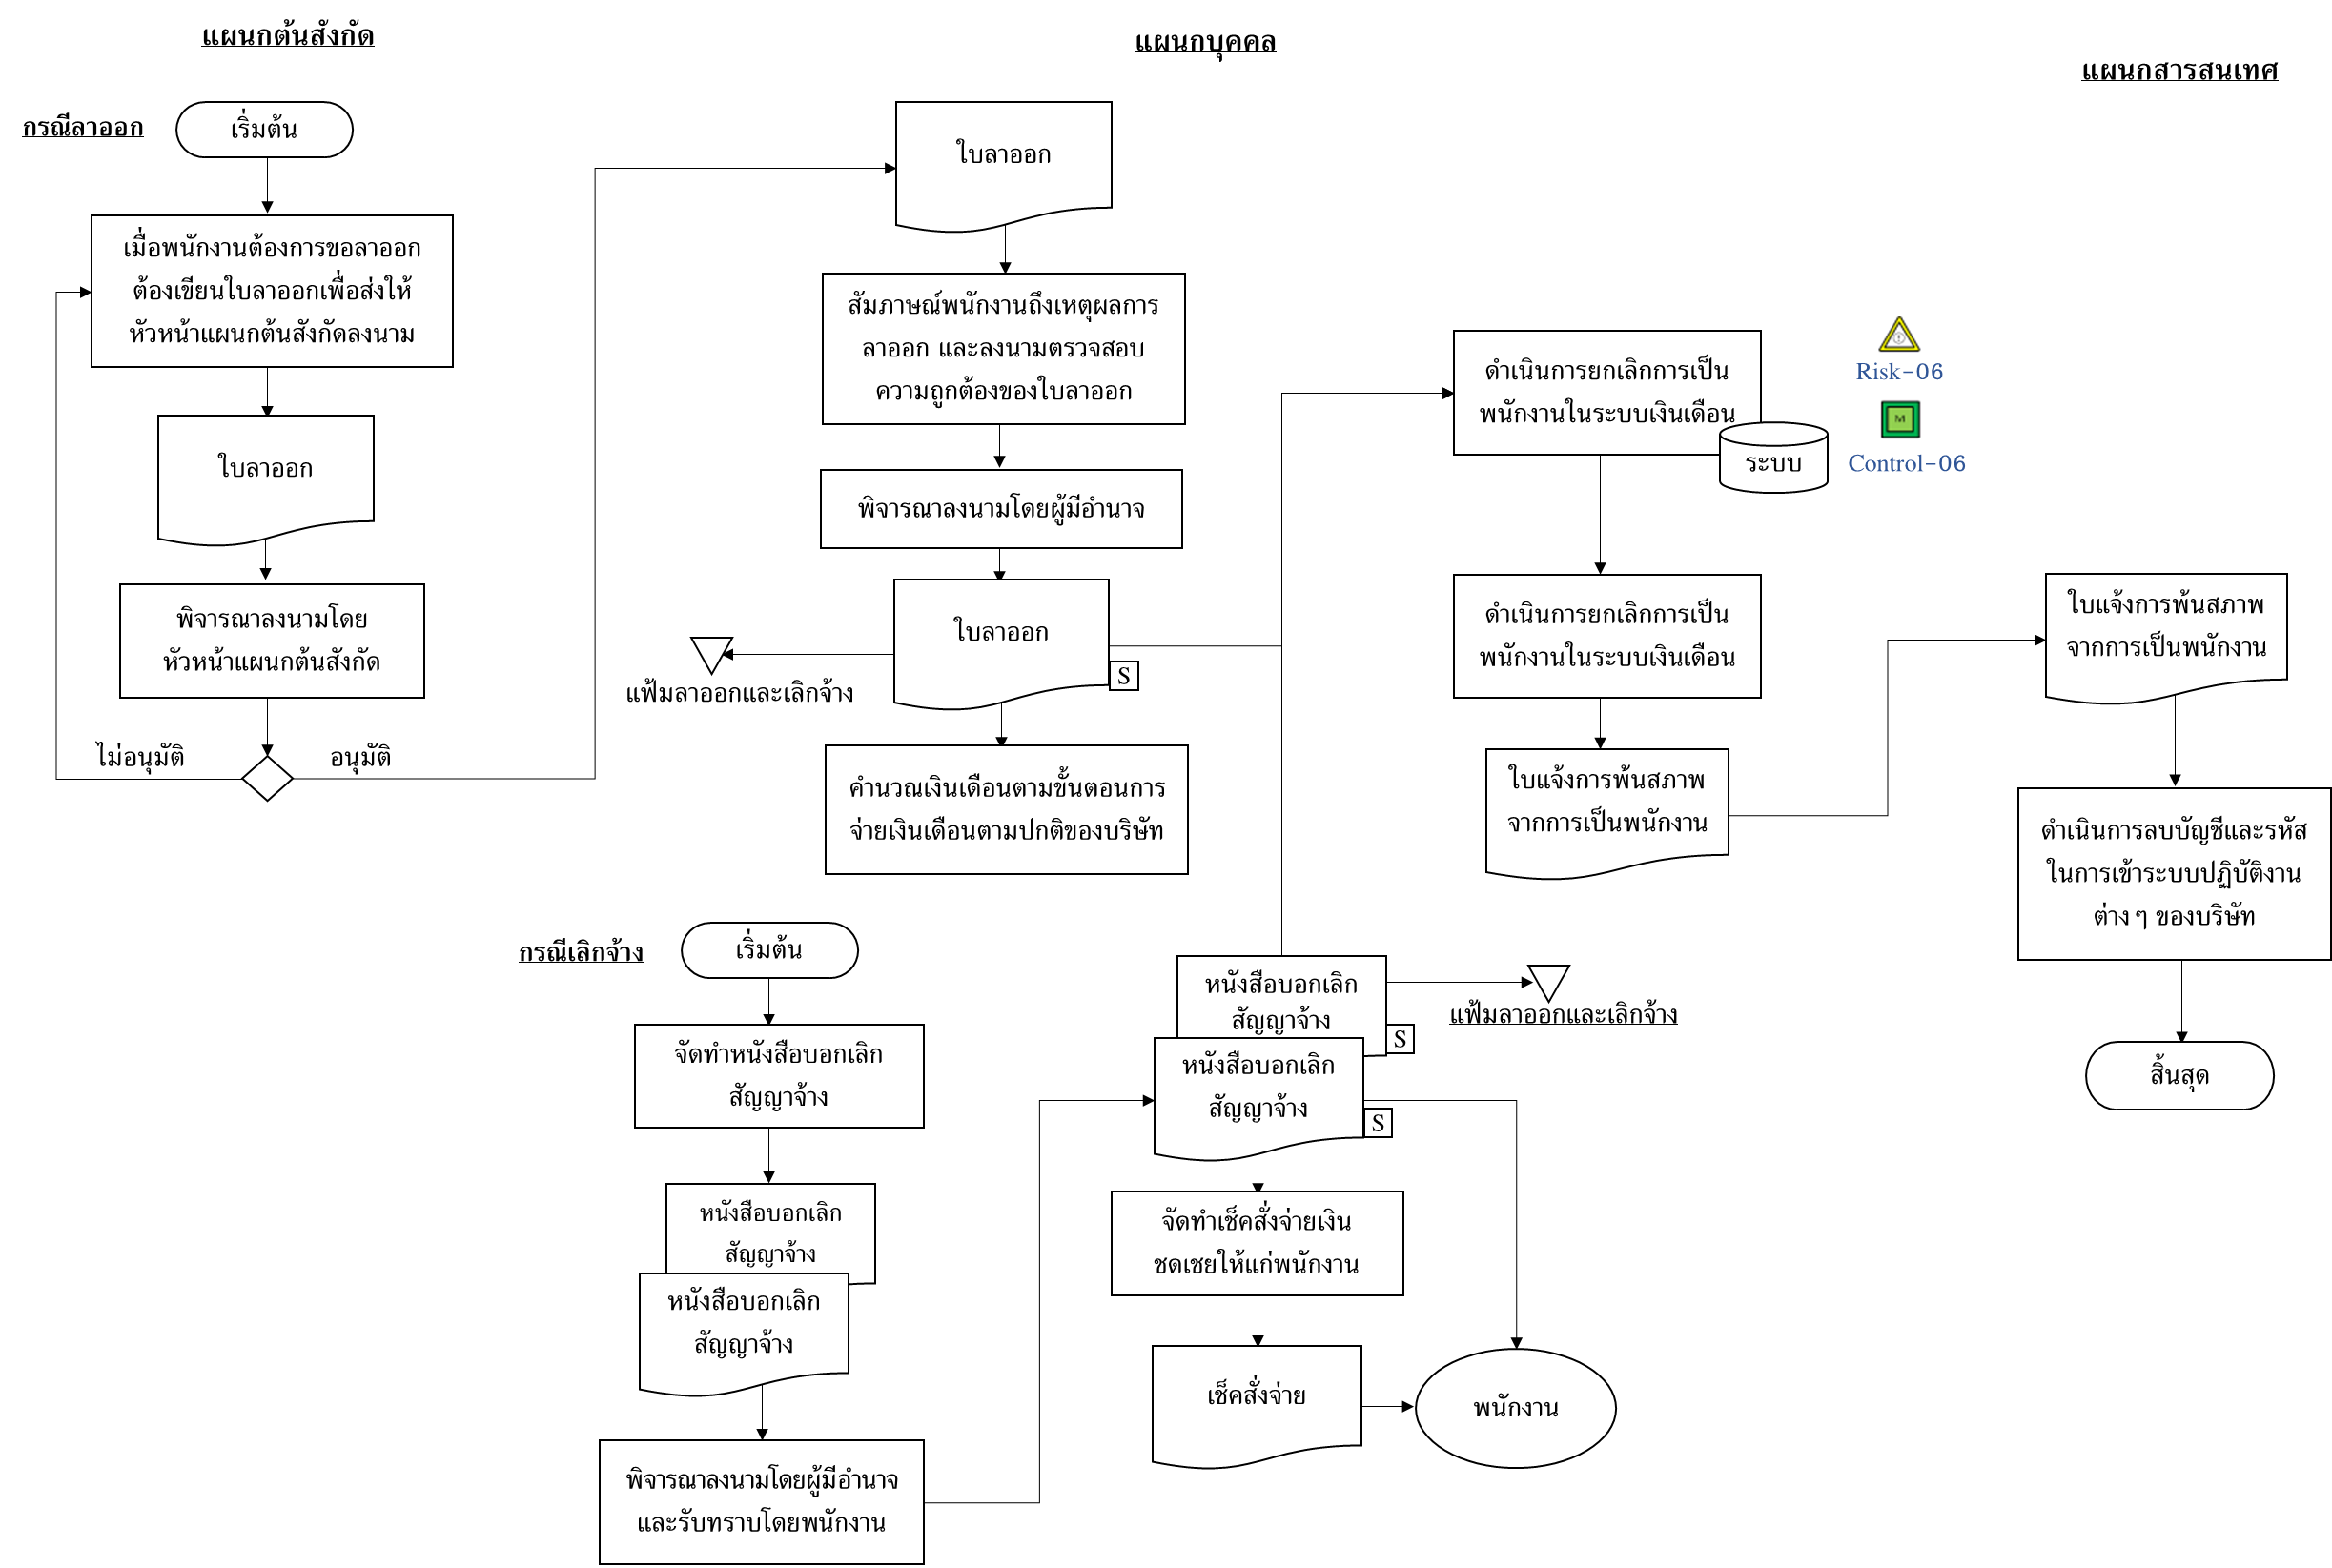 แผนกต้นสังกัด
แผนกบุคคล
แผนกสารสนเทศ
กรณีลาออก
เริ่มต้น
เมื่อพนักงานต้องการขอลาออก
ต้องเขียนใบลาออกเพื่อส่งให้
หัวหน้าแผนกต้นสังกัดลงนาม
ใบลาออก
พิจารณาลงนามโดย
หัวหน้าแผนกต้นสังกัด
ไม่อนุมัติ
อนุมัติ
ใบลาออก
สัมภาษณ์พนักงานถึงเหตุผลการ
ลาออก และลงนามตรวจสอบ
ความถูกต้องของใบลาออก
พิจารณาลงนามโดยผู้มีอำนาจ
ใบลาออก
S
แฟ้มลาออกและเลิกจ้าง
คำนวณเงินเดือนตามขั้นตอนการ
จ่ายเงินเดือนตามปกติของบริษัท
ดำเนินการยกเลิกการเป็น
พนักงานในระบบเงินเดือน
ระบบ
Risk-06
M
Control-06
ดำเนินการยกเลิกการเป็น
พนักงานในระบบเงินเดือน
ใบแจ้งการพ้นสภาพ
จากการเป็นพนักงาน
ใบแจ้งการพ้นสภาพ
จากการเป็นพนักงาน
ดำเนินการลบบัญชีและรหัส
ในการเข้าระบบปฏิบัติงาน
ต่างๆ ของบริษัท
สิ้นสุด
กรณีเลิกจ้าง
เริ่มต้น
จัดทำหนังสือบอกเลิก
สัญญาจ้าง
หนังสือบอกเลิก
สัญญาจ้าง
หนังสือบอกเลิก
สัญญาจ้าง
พิจารณาลงนามโดยผู้มีอำนาจ
และรับทราบโดยพนักงาน
หนังสือบอกเลิก
สัญญาจ้าง
S
แฟ้มลาออกและเลิกจ้าง
หนังสือบอกเลิก
สัญญาจ้าง
S
จัดทำเช็คสั่งจ่ายเงิน
ชดเชยให้แก่พนักงาน
เช็คสั่งจ่าย
พนักงาน